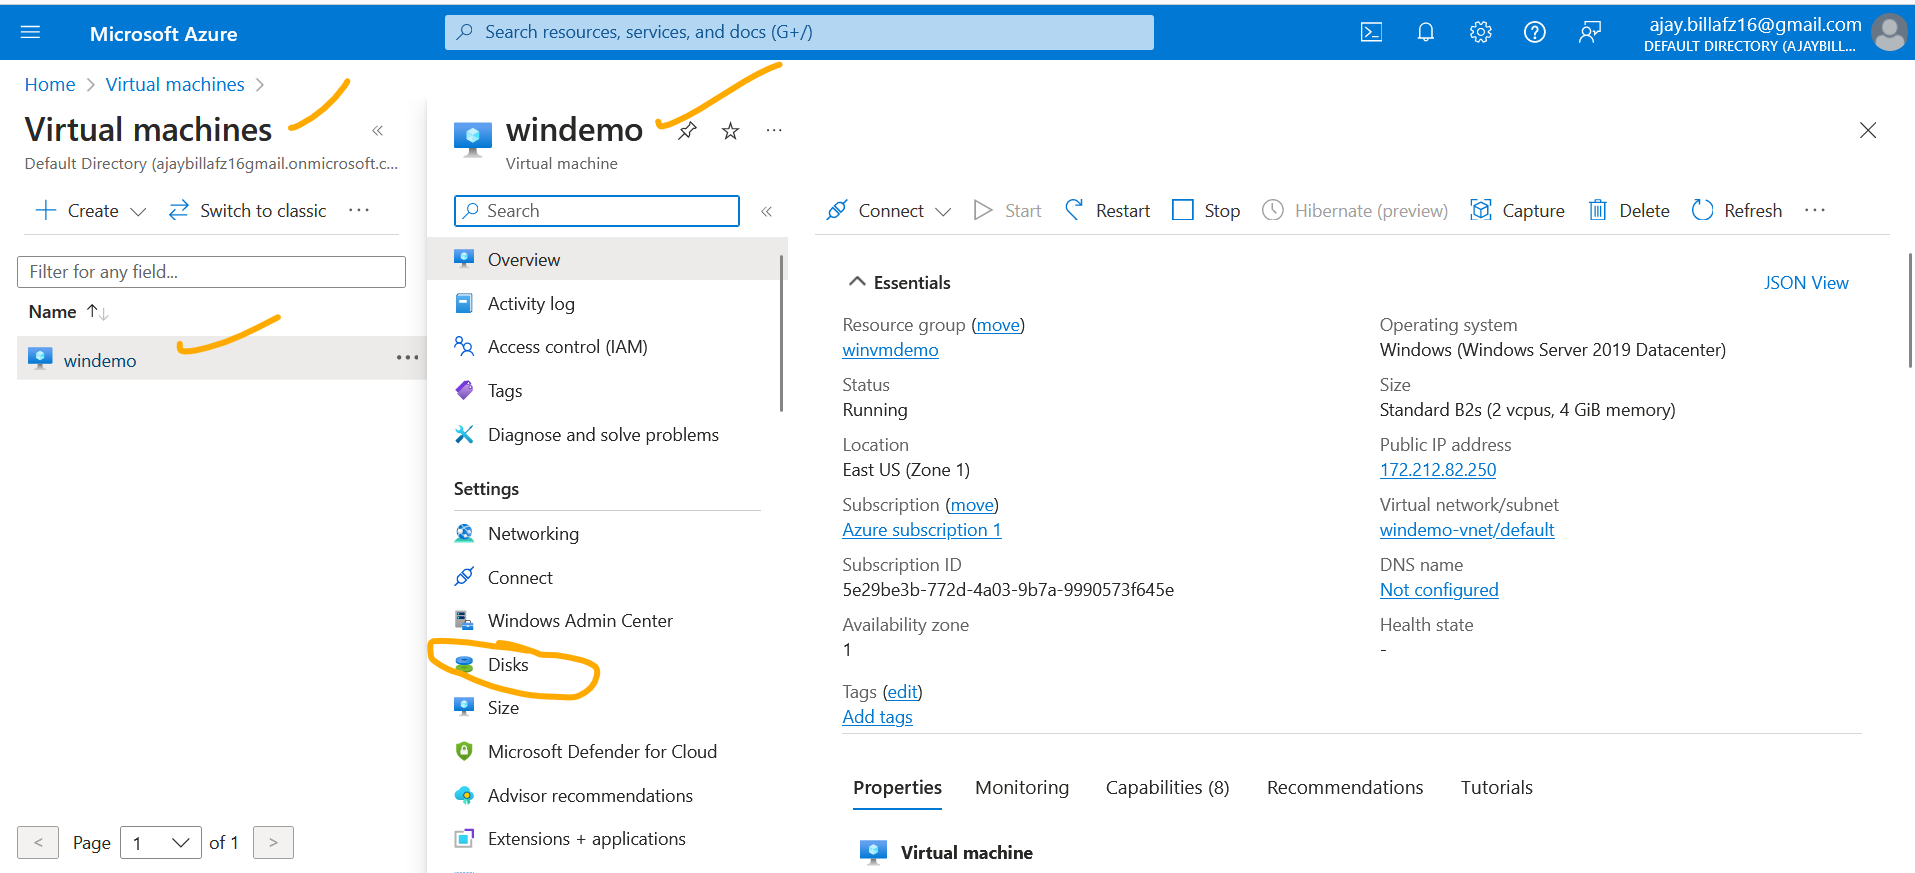 Microsoft Azure
Search resources, services, and docs (G+/)
ajay.billafz16@gmail.com
DEFAULT DIRECTORY (AJAYBILL...
Home > Virtual machines >
Virtual machines
Default Directory (ajaybillafz16gmail.onmicrosoft.c...
+ Create Switch to classic ...
Filter for any field...
Name ↑↓
windemo ...
< Page 1 of 1 >
windemo ...
Virtual machine
Search «
Overview
Activity log
Access control (IAM)
Tags
Diagnose and solve problems
Settings
Networking
Connect
Windows Admin Center
Disks
Size
Microsoft Defender for Cloud
Advisor recommendations
Extensions + applications
Connect Start Restart Stop Hibernate (preview) Capture Delete Refresh ...
Essentials
JSON View
Resource group (move)
winvmdemo
Status
Running
Location
East US (Zone 1)
Subscription (move)
Azure subscription 1
Subscription ID
5e29be3b-772d-4a03-9b7a-9990573f645e
Availability zone
1
Tags (edit)
Add tags
Operating system
Windows (Windows Server 2019 Datacenter)
Size
Standard B2s (2 vcpus, 4 GiB memory)
Public IP address
172.212.82.250
Virtual network/subnet
windemo-vnet/default
DNS name
Not configured
Health state
-
Properties Monitoring Capabilities (8) Recommendations Tutorials
Virtual machine